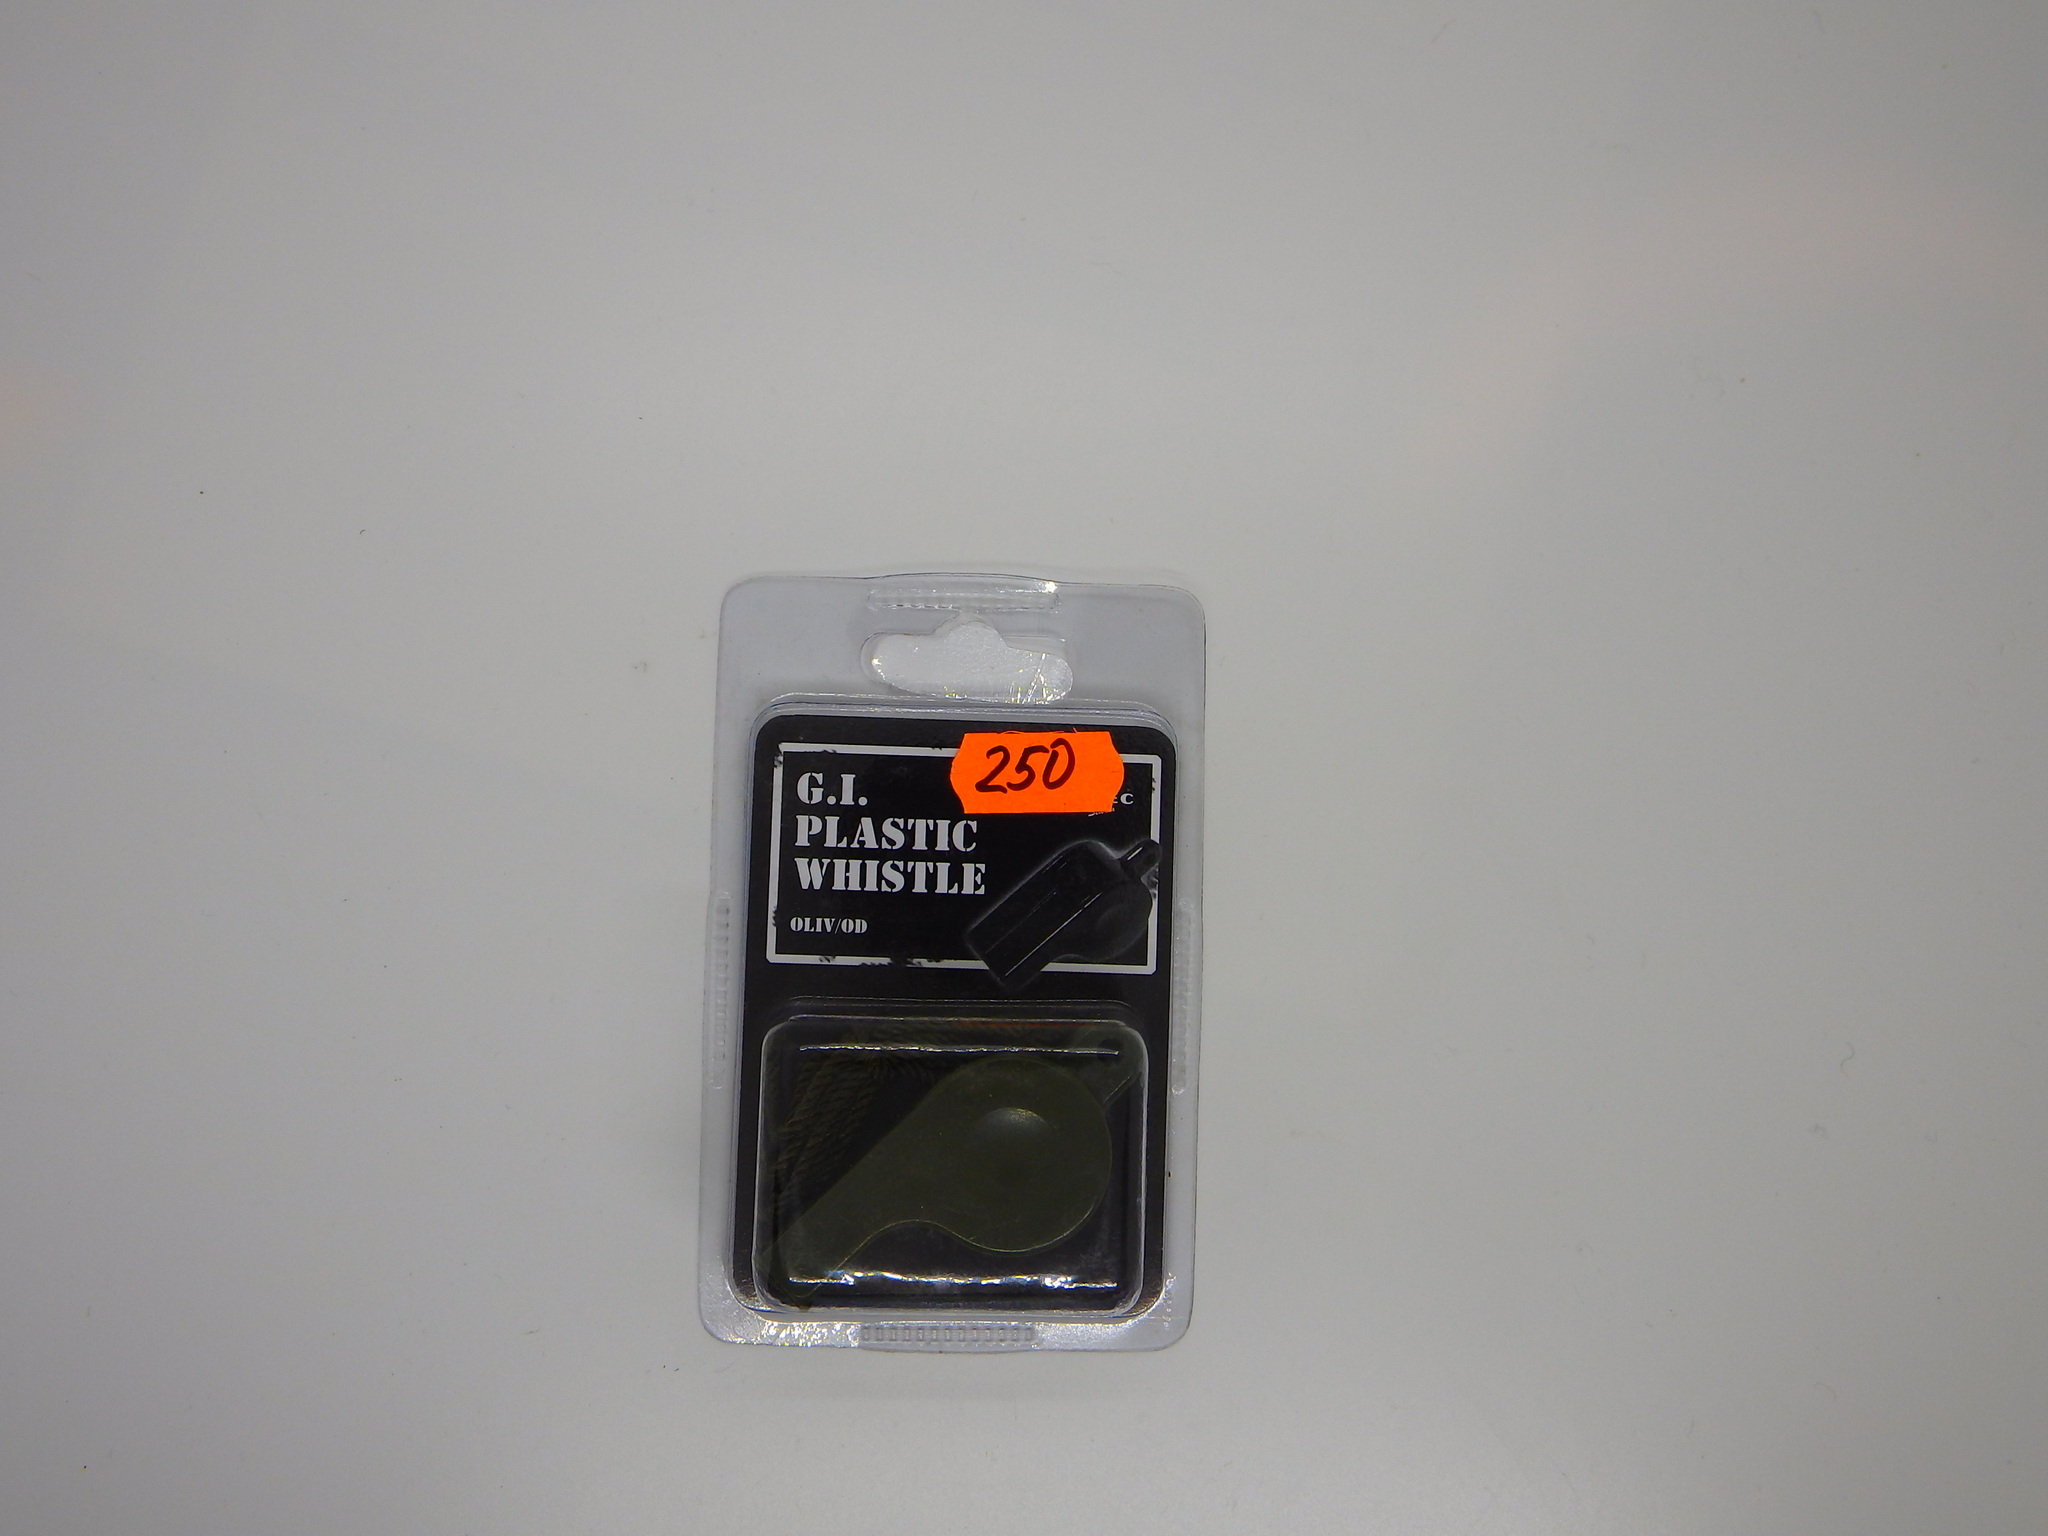 250
G.I.
PLASTIC
WHISTLE
OLIV/OD